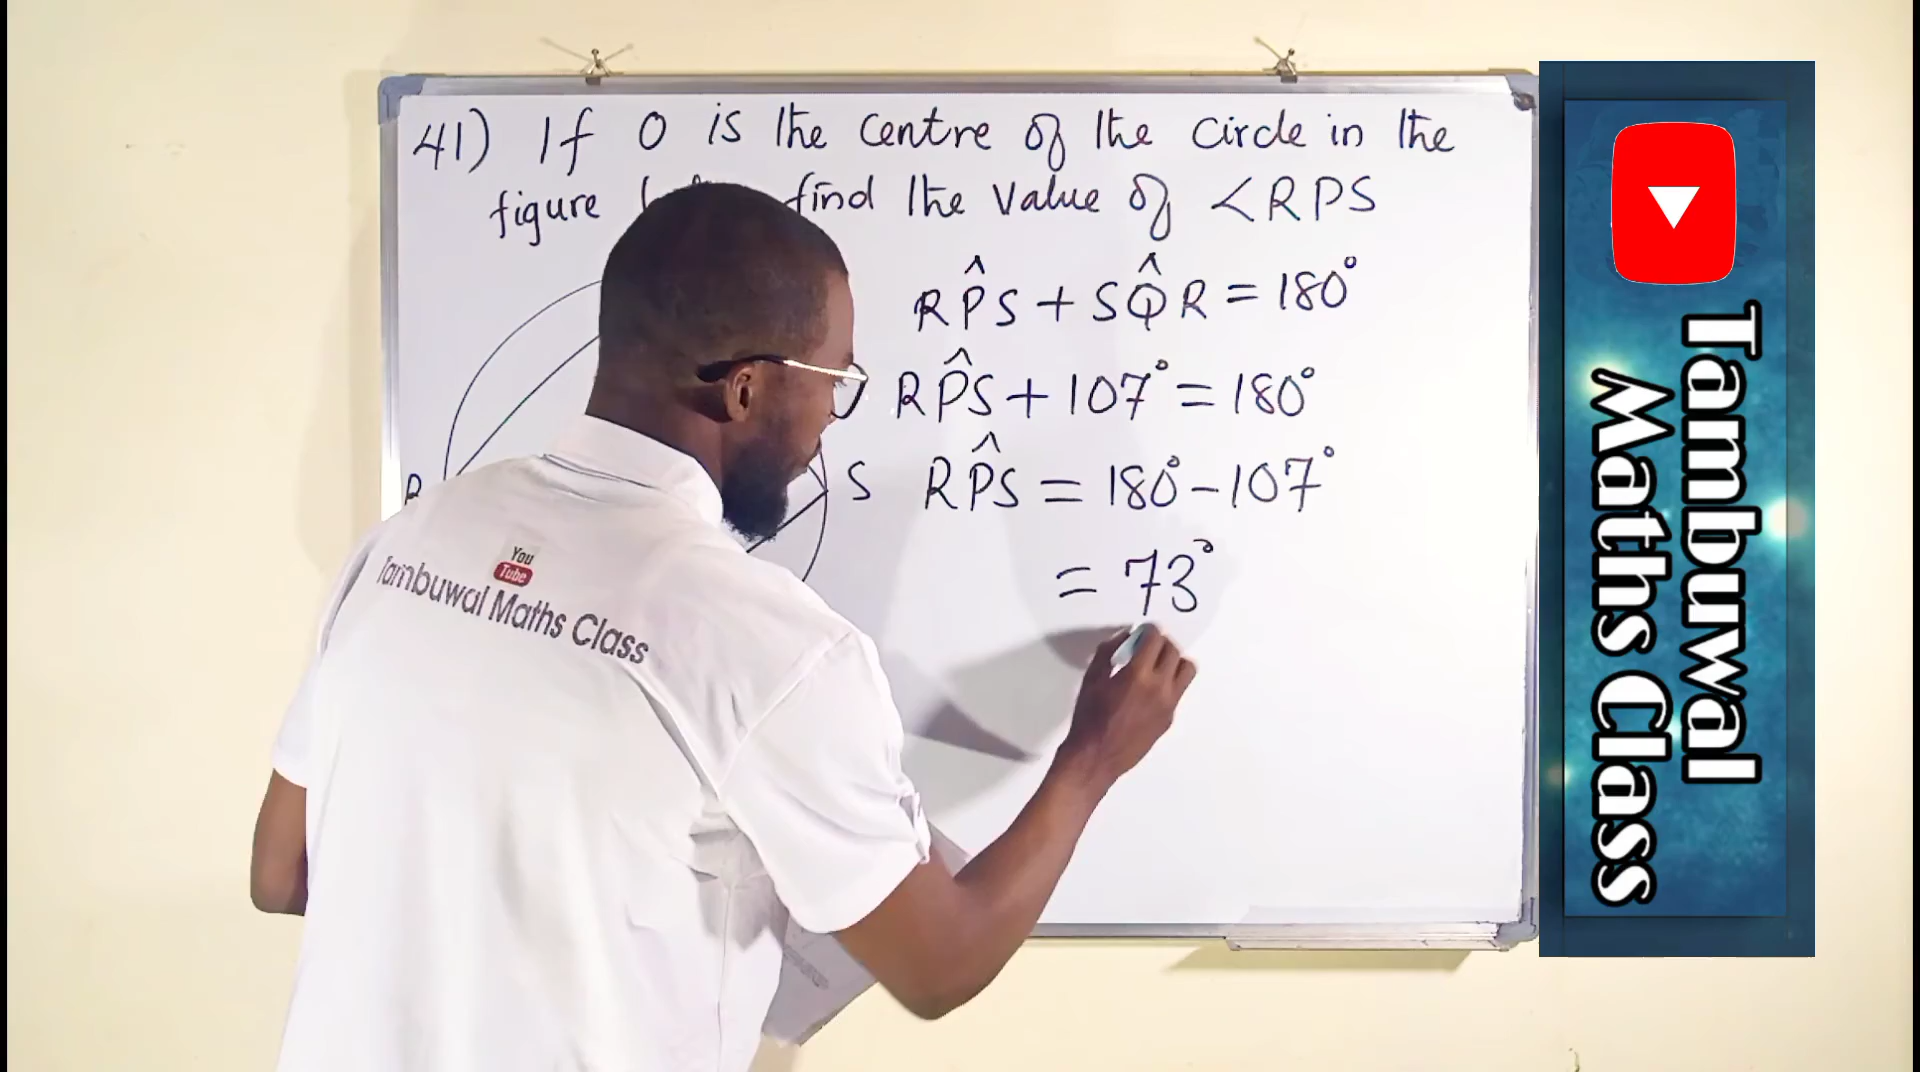 41) If O is the centre of the circle in the
figure find the value of <RPS
RP̂S + SQ̂R = 180°
RP̂S + 107° = 180°
S
RP̂S = 180° - 107°
= 73°
You
Tube
Tambuwal Maths Class
Tambuwal
Maths Class